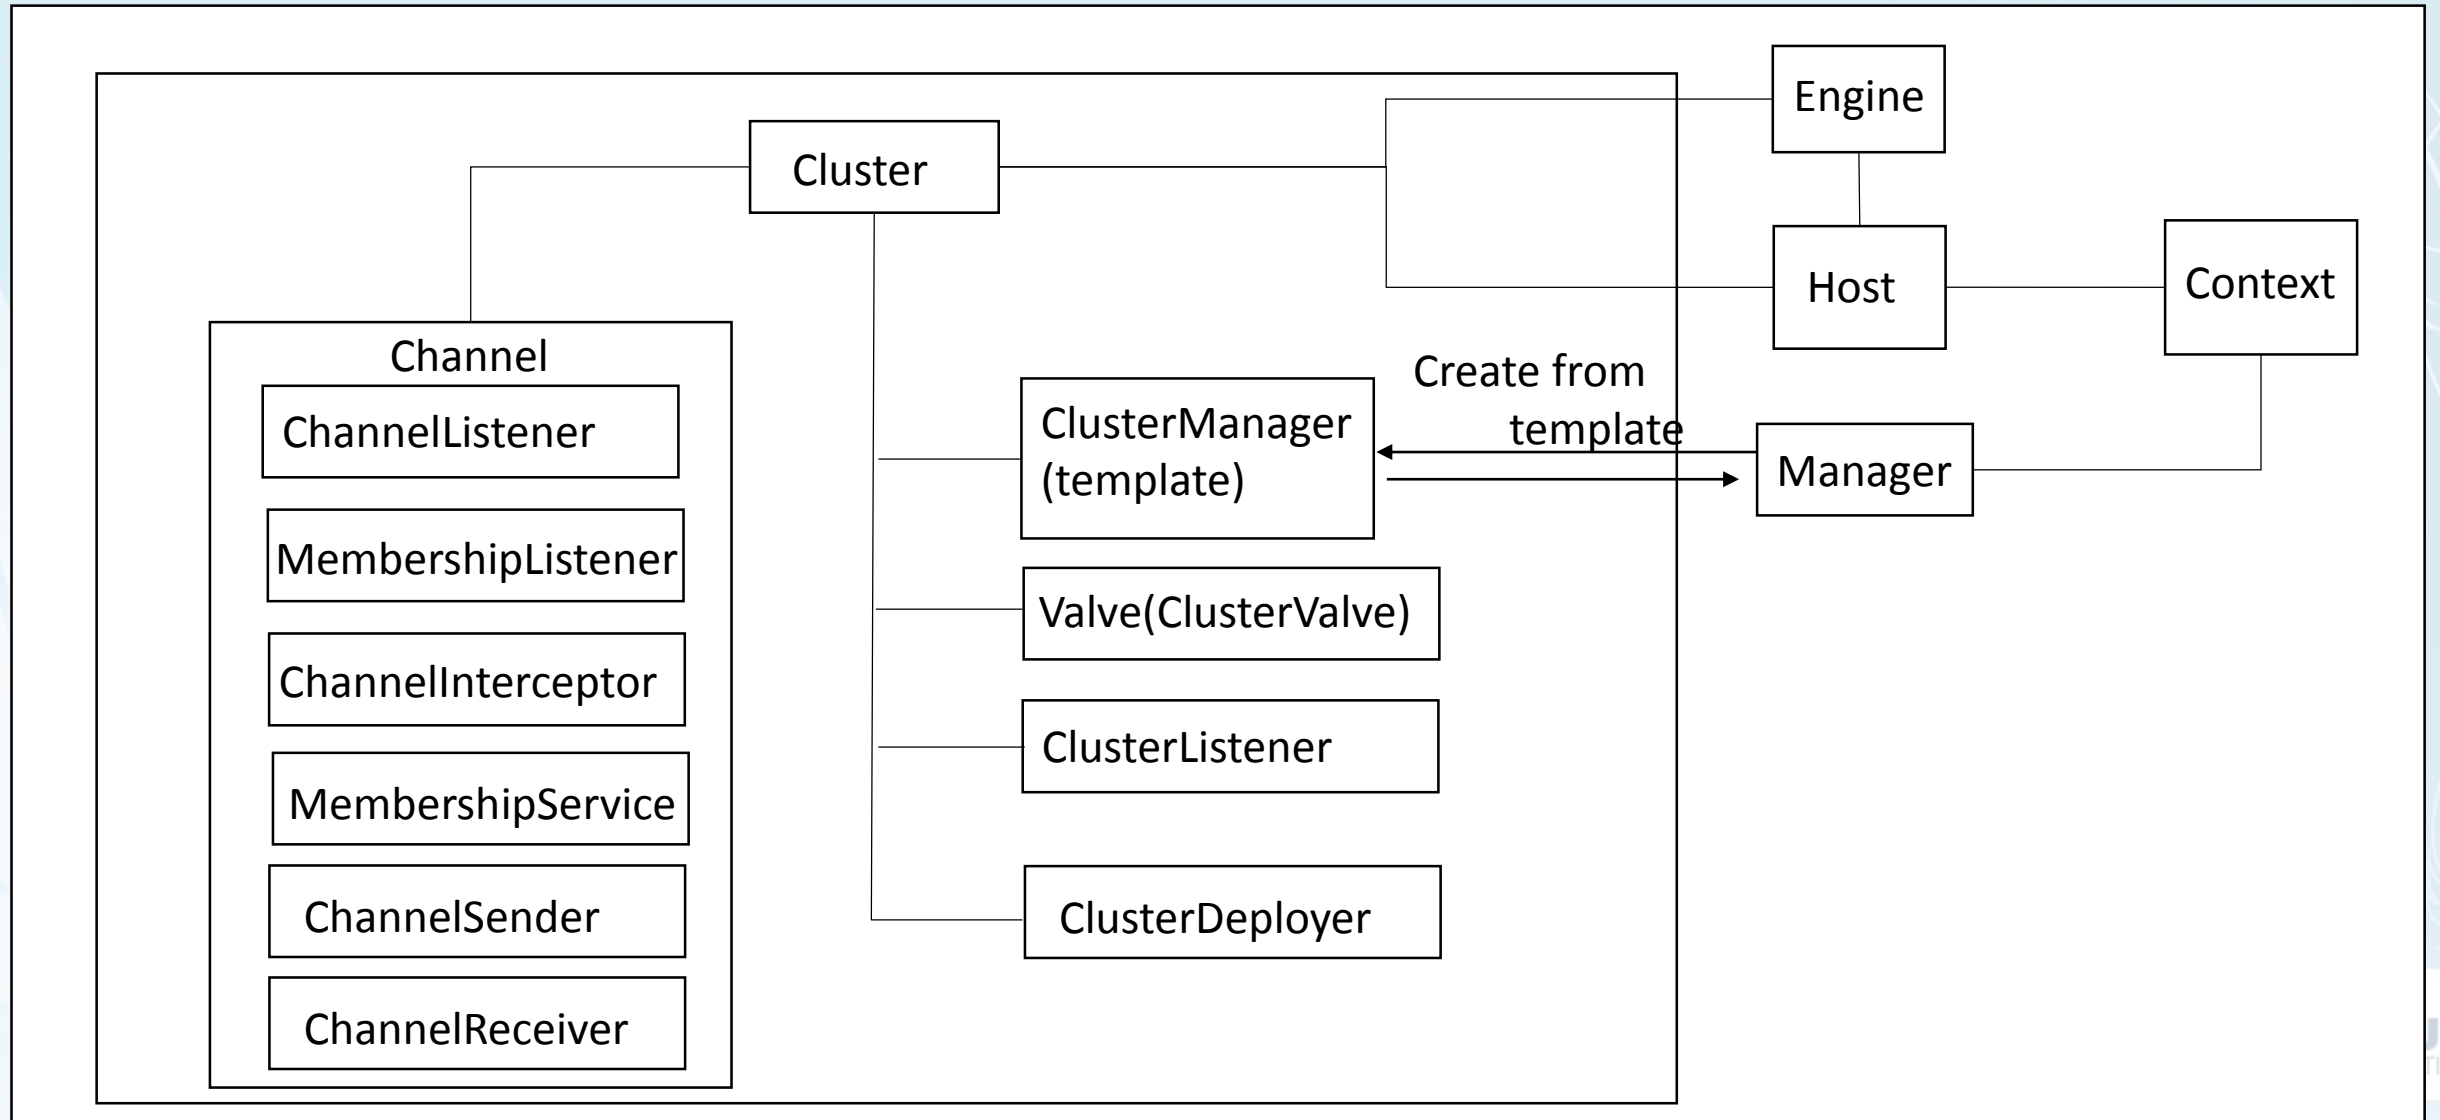 Engine
Cluster
Host
Context
Channel
ChannelListener
MembershipListener
ChannelInterceptor
MembershipService
ChannelSender
ChannelReceiver
ClusterManager
(template)
Create from
template
Manager
Valve(ClusterValve)
ClusterListener
ClusterDeployer